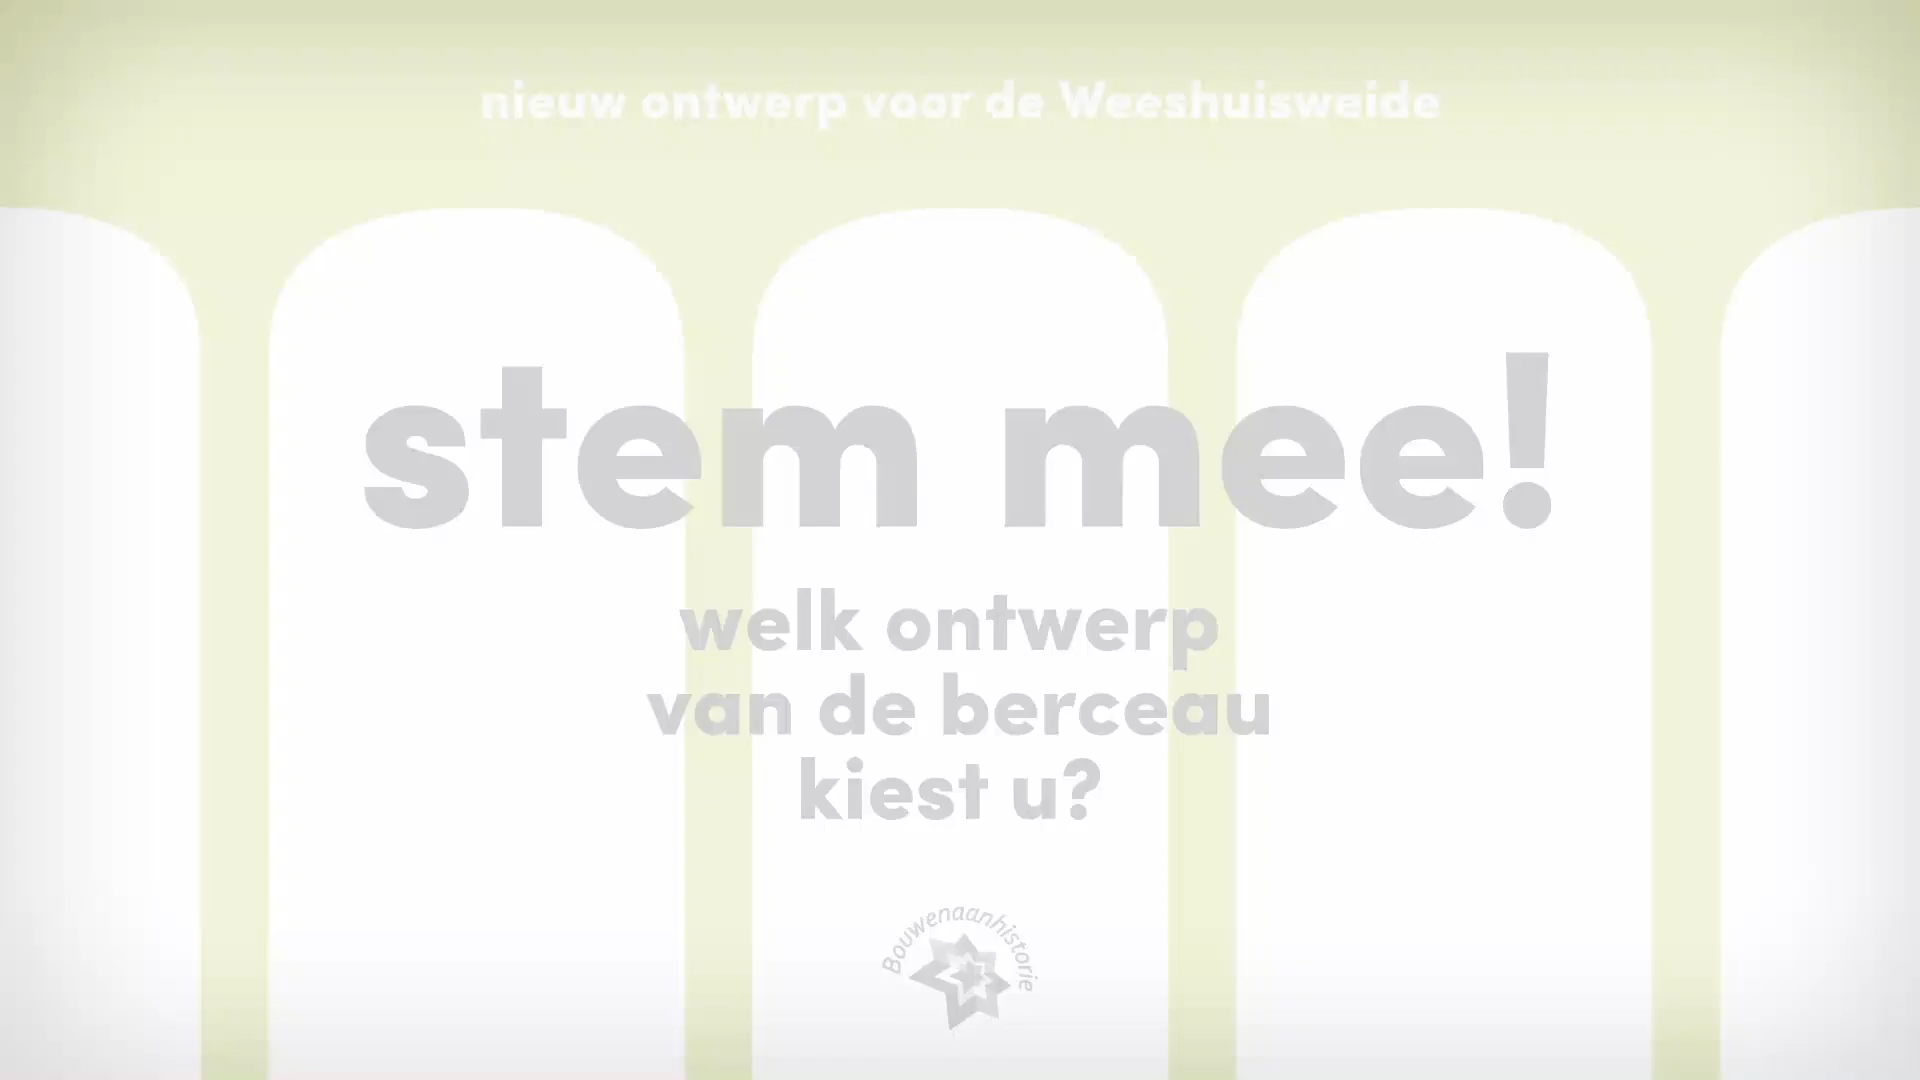 nieuw ontwerp voor de Weeshuisweide
stem mee!
welk ontwerp
van de berceau
kiest u?
Bouwenaanhistorie